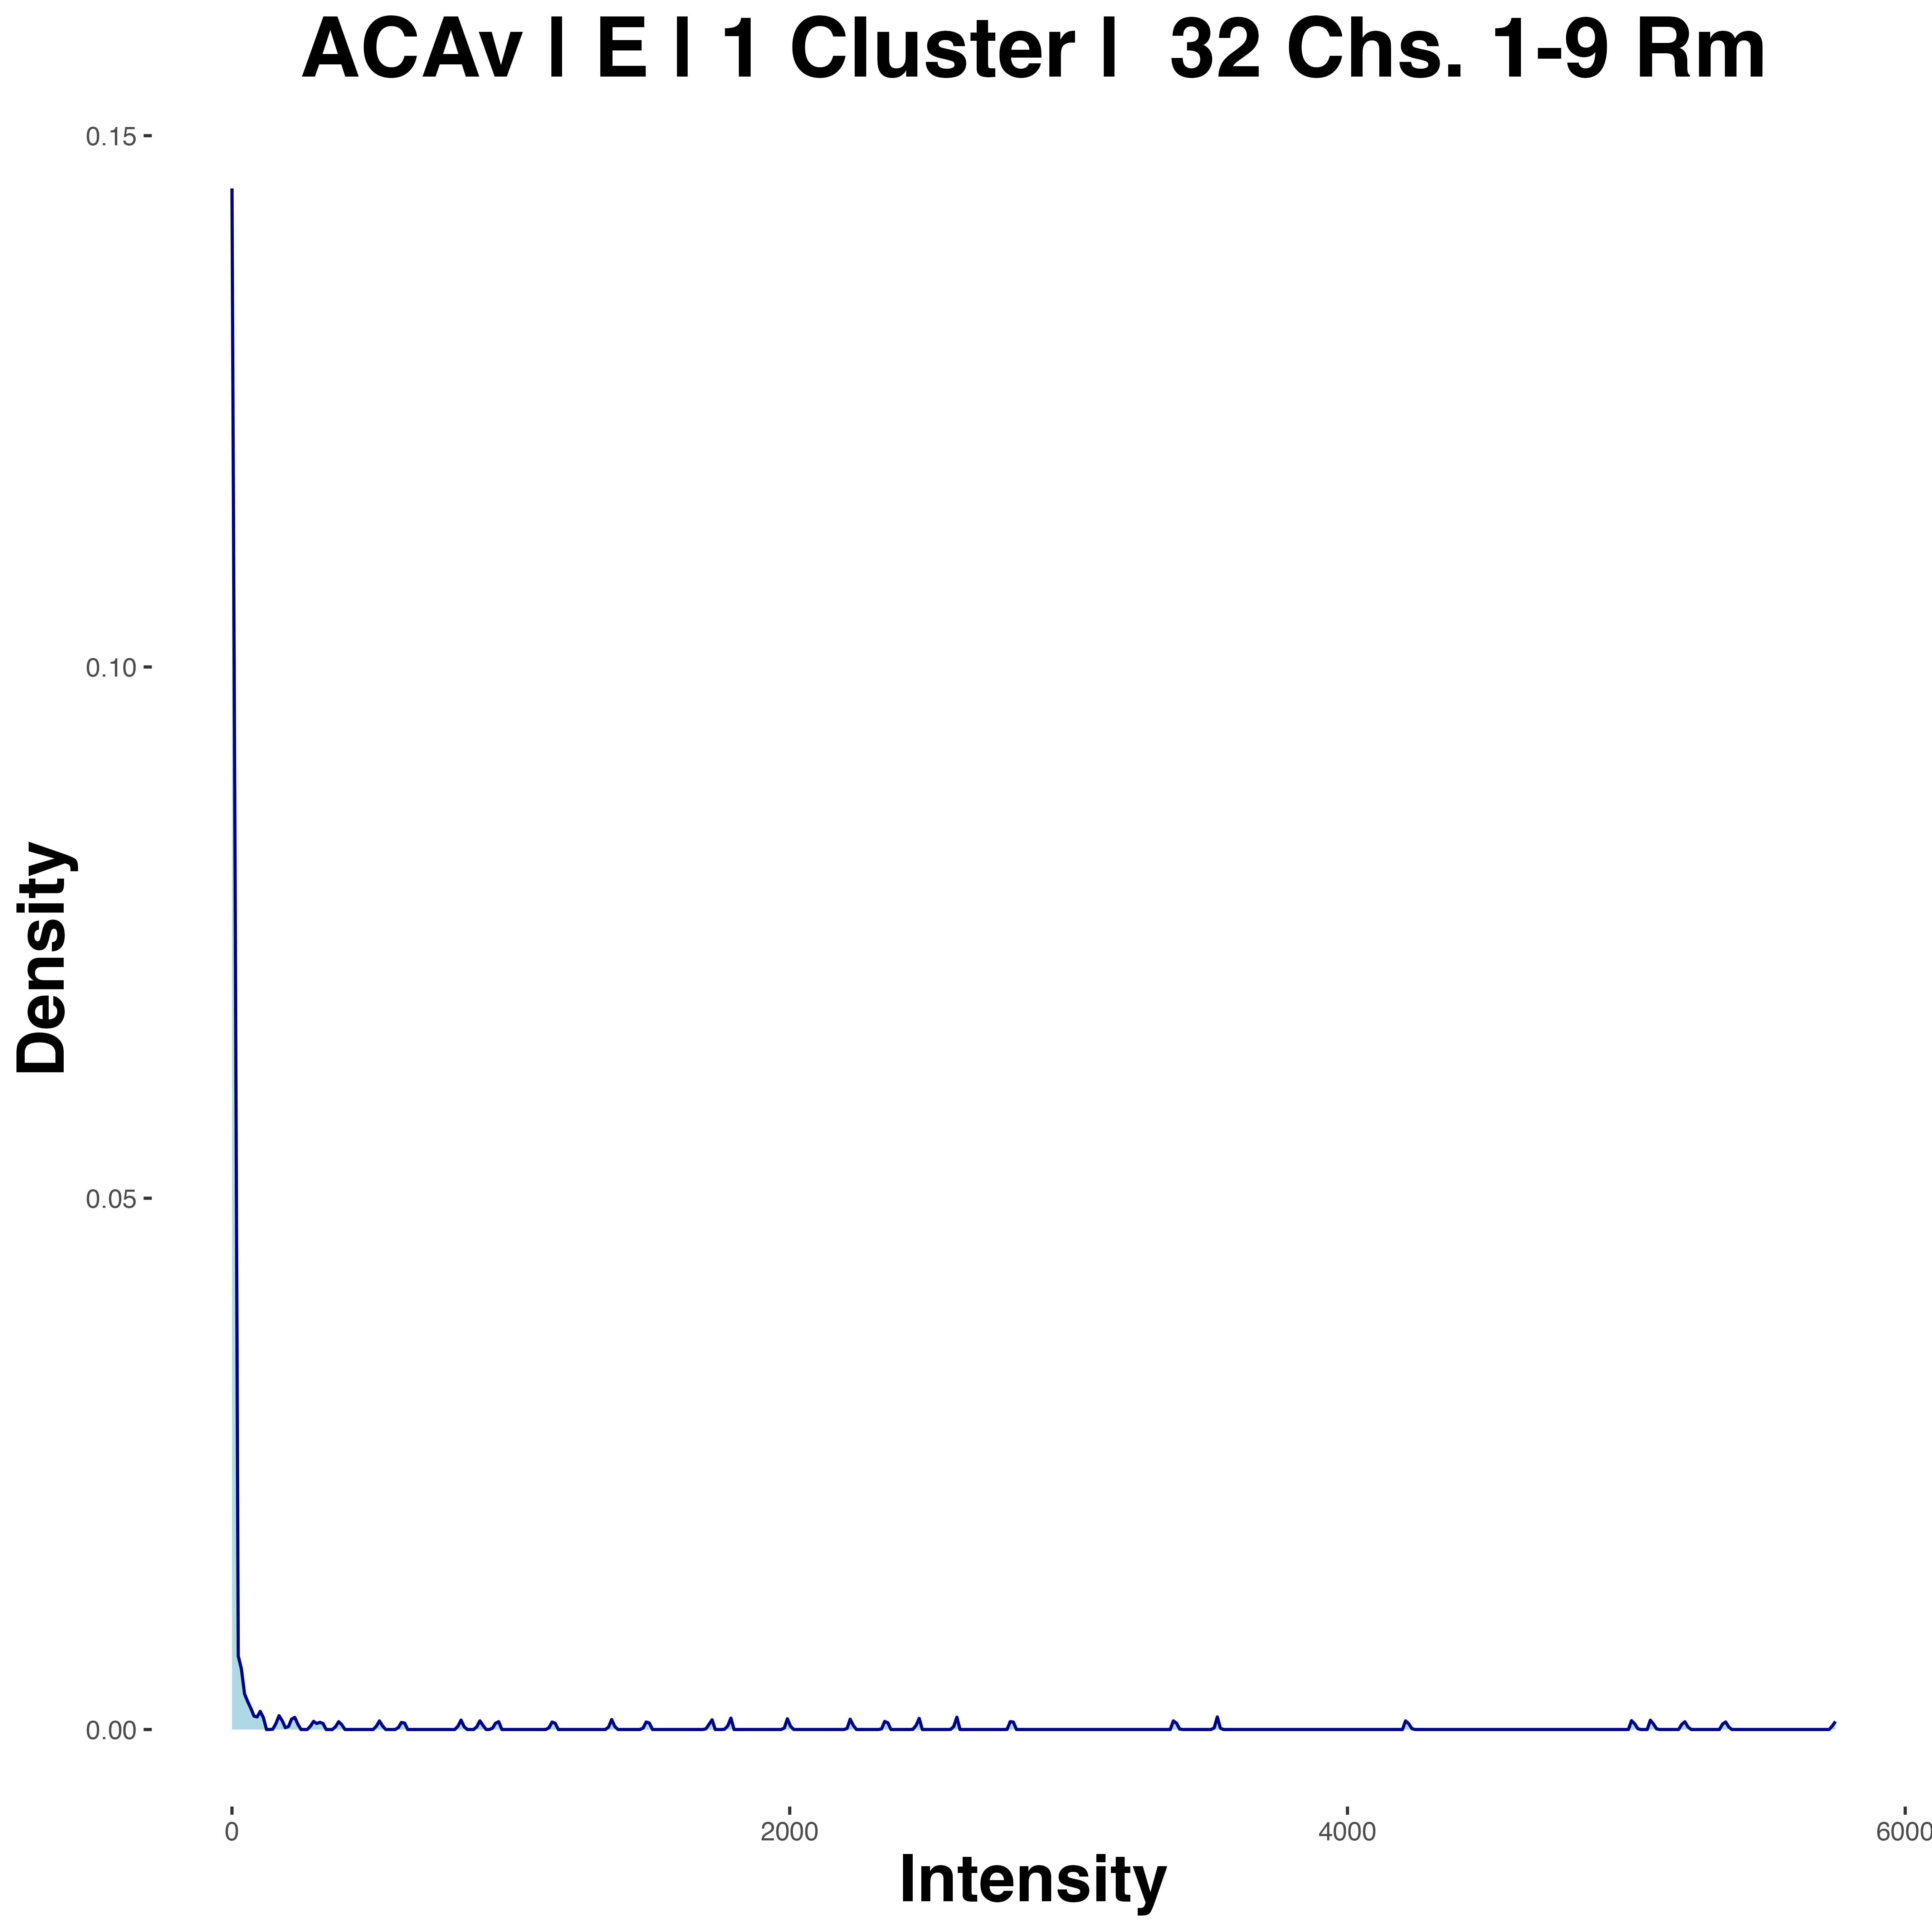 ACAv | E | 1 Cluster |  32 Chs. 1-9 Rm
0.15
0.10
0.05
0.00
Density
0
2000
4000
6000
Intensity